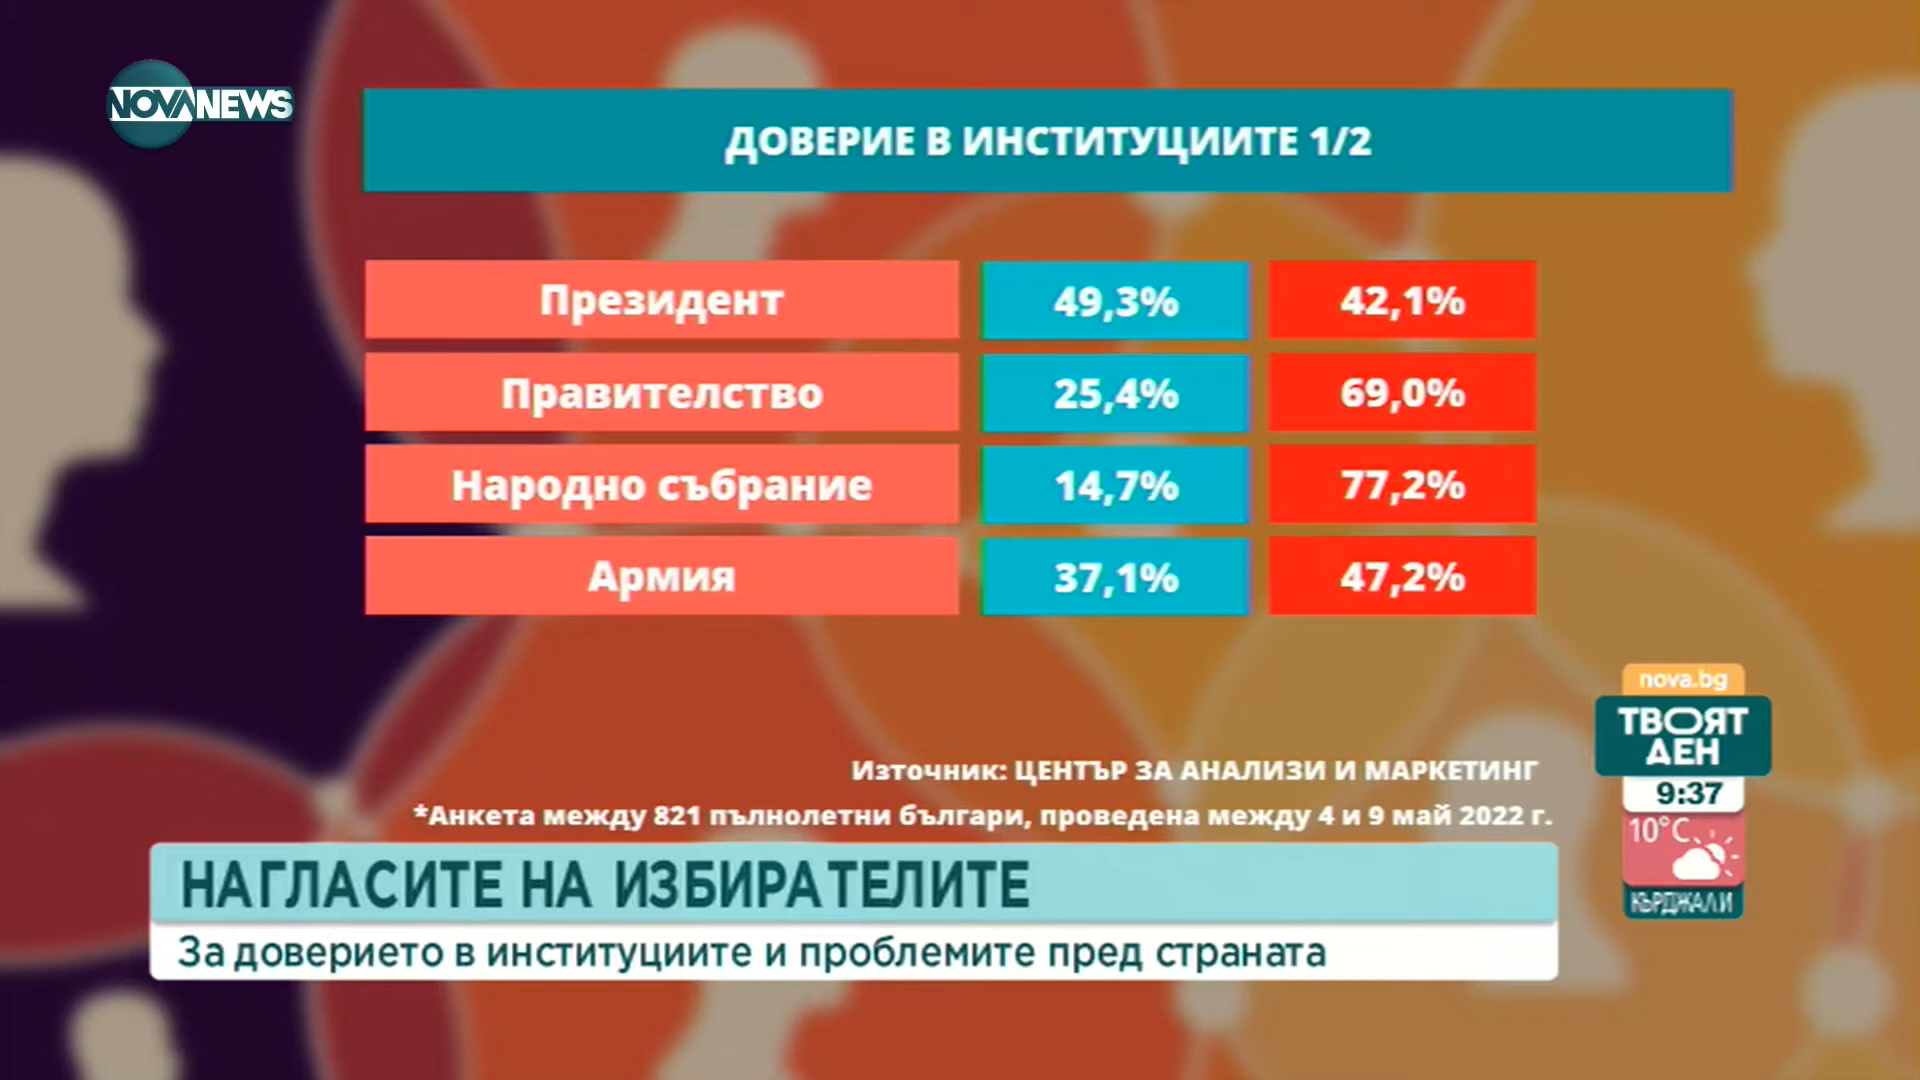 NOVANEWS
ДОВЕРИЕ В ИНСТИТУЦИИТЕ 1/2
Президент 49,3% 42,1%
Правителство 25,4% 69,0%
Народно събрание 14,7% 77,2%
Армия 37,1% 47,2%
Източник: ЦЕНТЪР ЗА АНАЛИЗИ И МАРКЕТИНГ
*Анкета между 821 пълнолетни българи, проведена между 4 и 9 май 2022 г.
НАГЛАСИТЕ НА ИЗБИРАТЕЛИТЕ
За доверието в институциите и проблемите пред страната
nova.bg
ТВОЯТ
ДЕН
9:37
10°C
КЪРДЖАЛИ